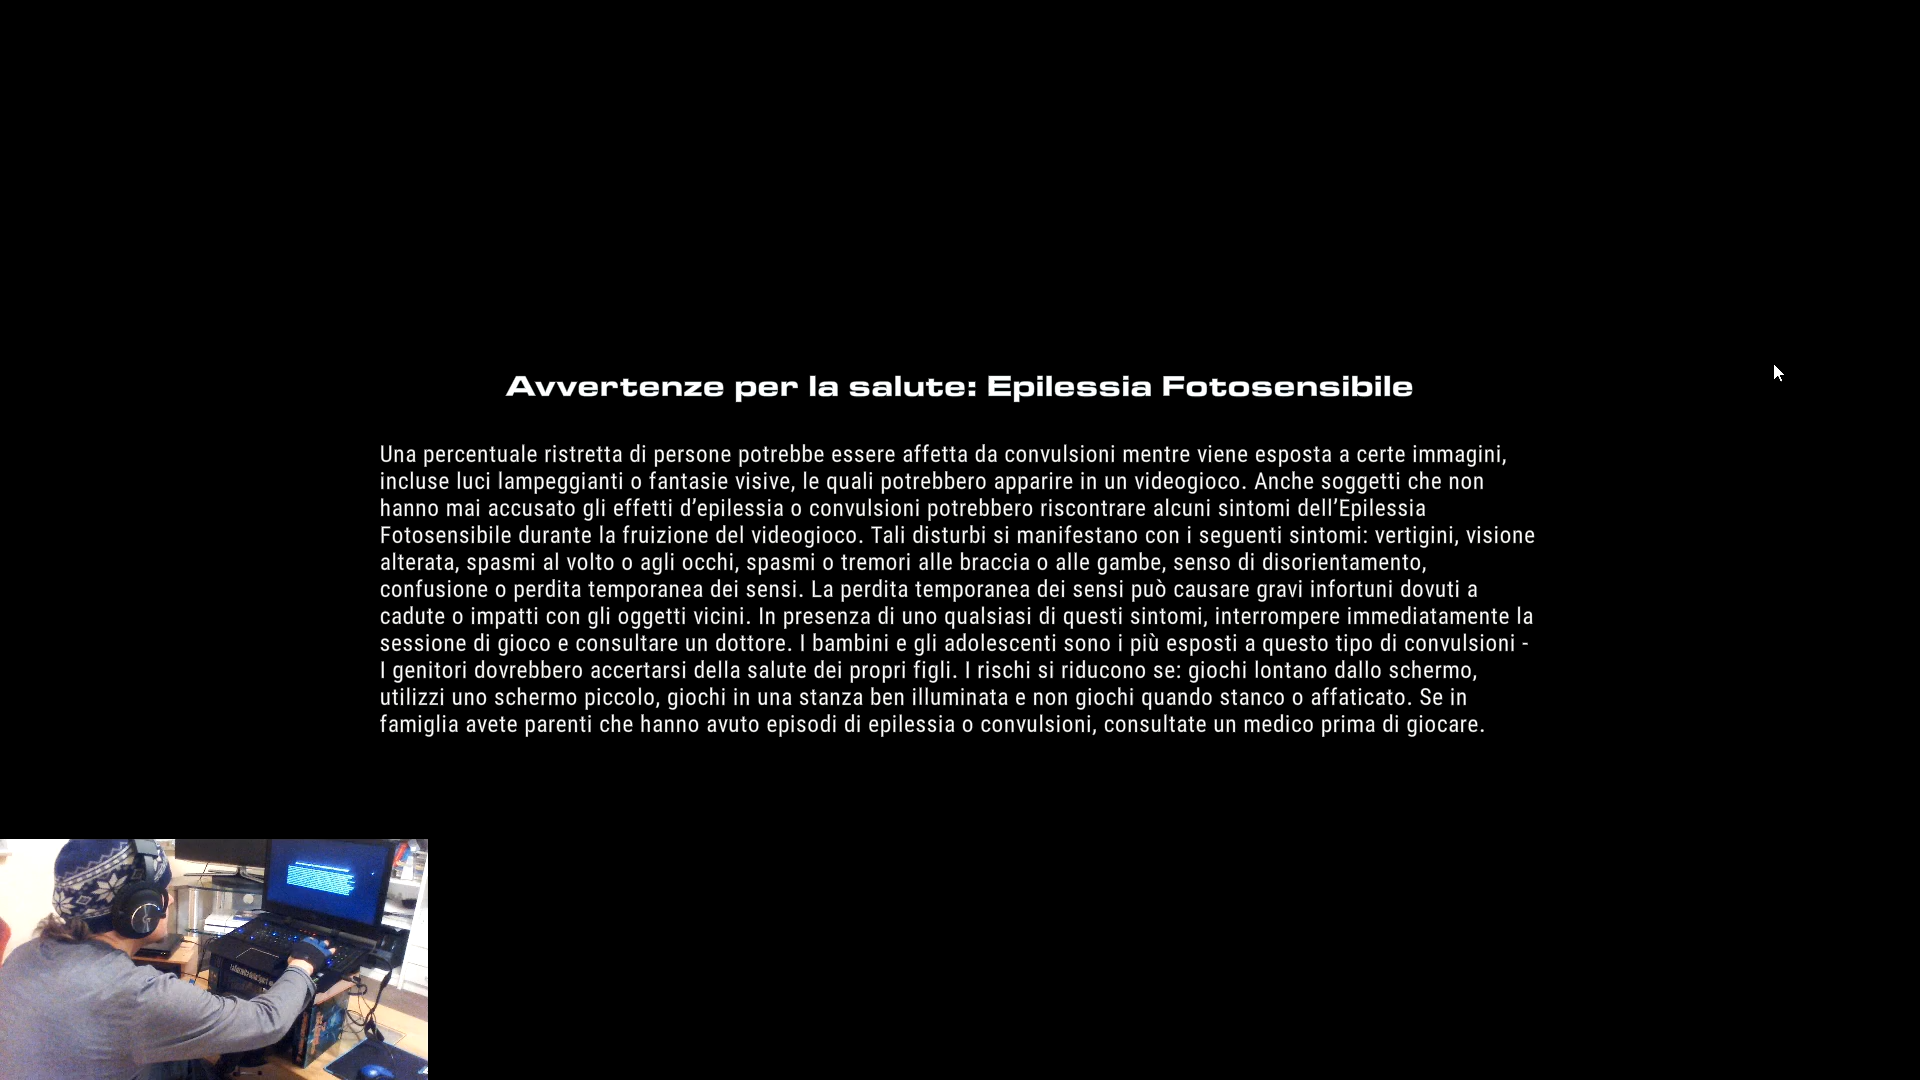 Avvertenze per la salute: Epilessia Fotosensibile
Una percentuale ristretta di persone potrebbe essere affetta da convulsioni mentre viene esposta a certe immagini,
incluse luci lampeggianti o fantasie visive, le quali potrebbero apparire in un videogioco. Anche soggetti che non
hanno mai accusato gli effetti d’epilessia o convulsioni potrebbero riscontrare alcuni sintomi dell’Epilessia
Fotosensibile durante la fruizione del videogioco. Tali disturbi si manifestano con i seguenti sintomi: vertigini, visione
alterata, spasmi al volto o agli occhi, spasmi o tremori alle braccia o alle gambe, senso di disorientamento,
confusione o perdita temporanea dei sensi. La perdita temporanea dei sensi può causare gravi infortuni dovuti a
cadute o impatti con gli oggetti vicini. In presenza di uno qualsiasi di questi sintomi, interrompere immediatamente la
sessione di gioco e consultare un dottore. I bambini e gli adolescenti sono i più esposti a questo tipo di convulsioni -
I genitori dovrebbero accertarsi della salute dei propri figli. I rischi si riducono se: giochi lontano dallo schermo,
utilizzi uno schermo piccolo, giochi in una stanza ben illuminata e non giochi quando stanco o affaticato. Se in
famiglia avete parenti che hanno avuto episodi di epilessia o convulsioni, consultate un medico prima di giocare.